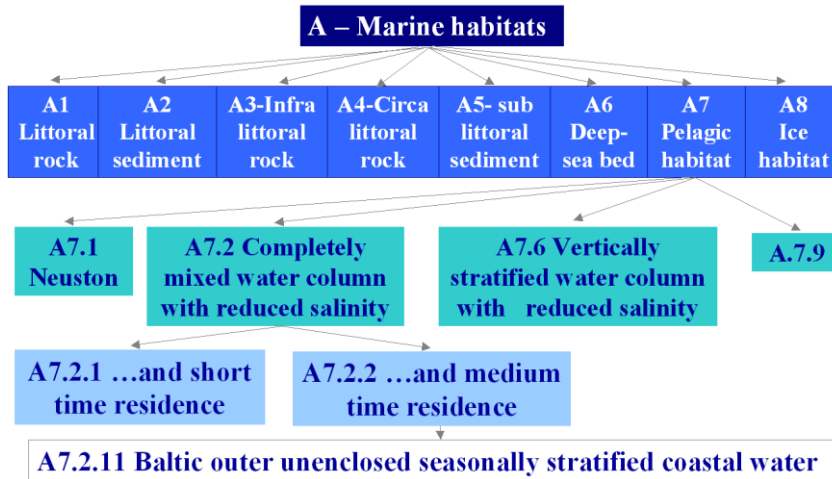 A – Marine habitats
A1
Littoral
rock
A2
Littoral
sediment
A3-Infra
littoral
rock
A4-Circa
littoral
rock
A5- sub
littoral
sediment
A6
Deep-
sea bed
A7
Pelagic
habitat
A8
Ice
habitat
A7.1
Neuston
A7.2 Completely
mixed water column
with reduced salinity
A7.6 Vertically
stratified water column
with reduced salinity
A.7.9
A7.2.1 …and short
time residence
A7.2.2 …and medium
time residence
A7.2.11 Baltic outer unenclosed seasonally stratified coastal water